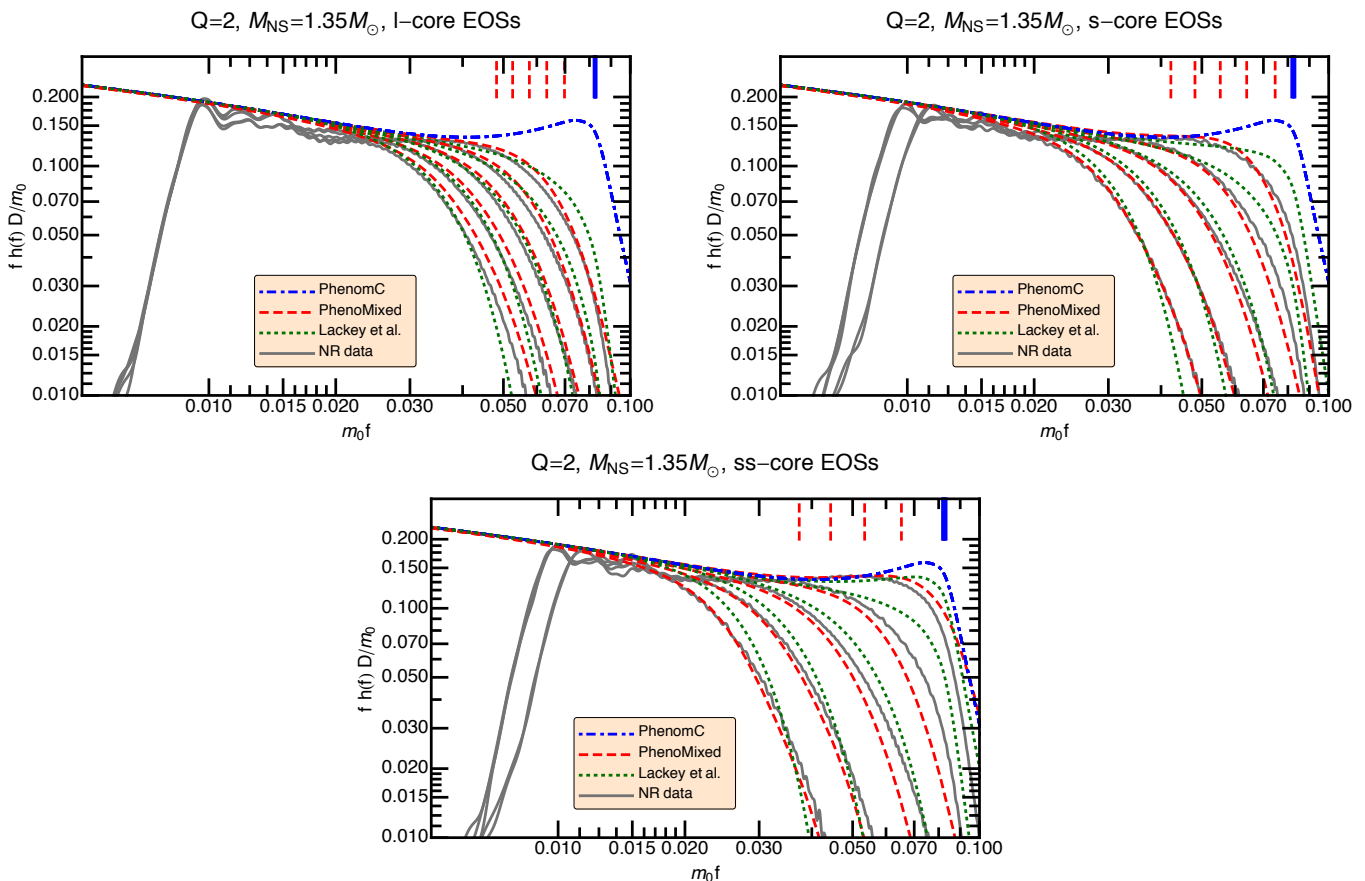 Q=2, M_NS=1.35M_⊙, l-core EOSs
f h(f) D/m₀
0.200
0.150
0.100
0.070
0.050
0.030
0.020
0.015
0.010
PhenomC
PhenoMixed
Lackey et al.
NR data
0.010 0.015 0.020 0.030 0.050 0.070 0.100
m₀f
Q=2, M_NS=1.35M_⊙, s-core EOSs
f h(f) D/m₀
0.200
0.150
0.100
0.070
0.050
0.030
0.020
0.015
0.010
PhenomC
PhenoMixed
Lackey et al.
NR data
0.010 0.015 0.020 0.030 0.050 0.070 0.100
m₀f
Q=2, M_NS=1.35M_⊙, ss-core EOSs
f h(f) D/m₀
0.200
0.150
0.100
0.070
0.050
0.030
0.020
0.015
0.010
PhenomC
PhenoMixed
Lackey et al.
NR data
0.010 0.015 0.020 0.030 0.050 0.070 0.100
m₀f